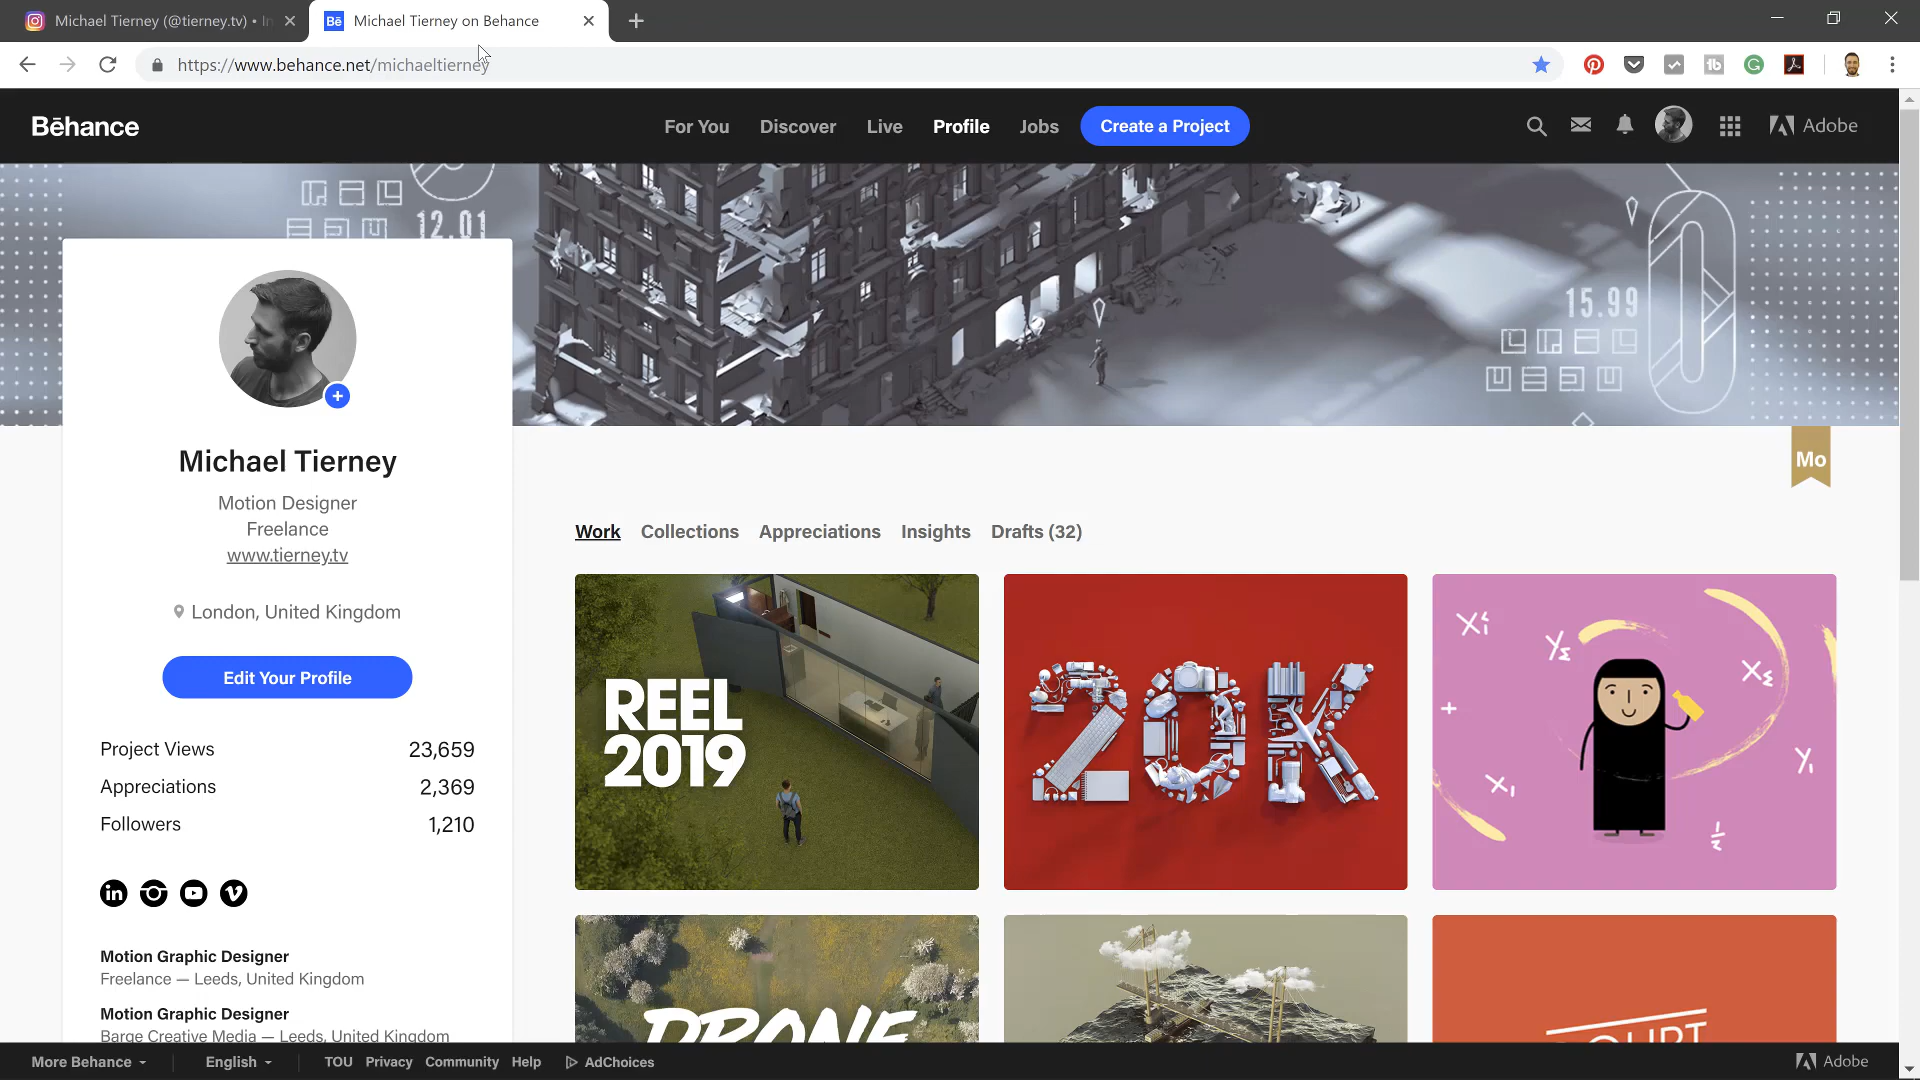 Michael Tierney (@tierney.tv) • In
Bē Michael Tierney on Behance
https://www.behance.net/michaeltierney
Bēhance
For You Discover Live Profile Jobs Create a Project
Adobe
12.01
15.99
Mo
Michael Tierney
Motion Designer
Freelance
www.tierney.tv
London, United Kingdom
Edit Your Profile
Project Views 23,659
Appreciations 2,369
Followers 1,210
Motion Graphic Designer
Freelance — Leeds, United Kingdom
Motion Graphic Designer
Barge Creative Media — Leeds, United Kingdom
Work Collections Appreciations Insights Drafts (32)
REEL
2019
20K
DRONE
More Behance English TOU Privacy Community Help AdChoices
Adobe